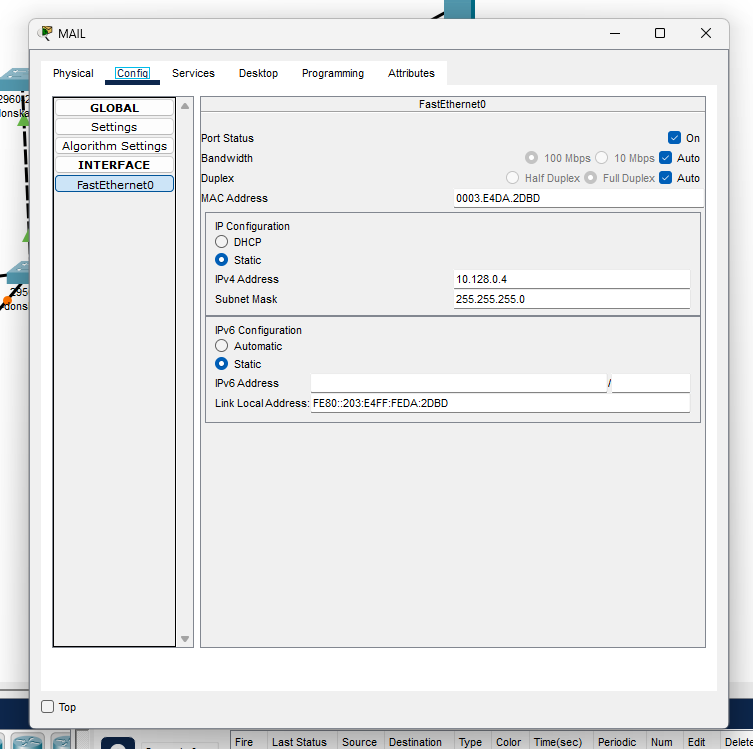 MAIL
Physical Config Services Desktop Programming Attributes
GLOBAL
Settings
Algorithm Settings
INTERFACE
FastEthernet0
FastEthernet0
Port Status On
Bandwidth 100 Mbps 10 Mbps Auto
Duplex Half Duplex Full Duplex Auto
MAC Address 0003.E4DA.2DBD
IP Configuration
DHCP
Static
IPv4 Address 10.128.0.4
Subnet Mask 255.255.255.0
IPv6 Configuration
Automatic
Static
IPv6 Address /
Link Local Address: FE80::203:E4FF:FEDA:2DBD
Top
Fire Last Status Source Destination Type Color Time(sec) Periodic Num Edit Delete